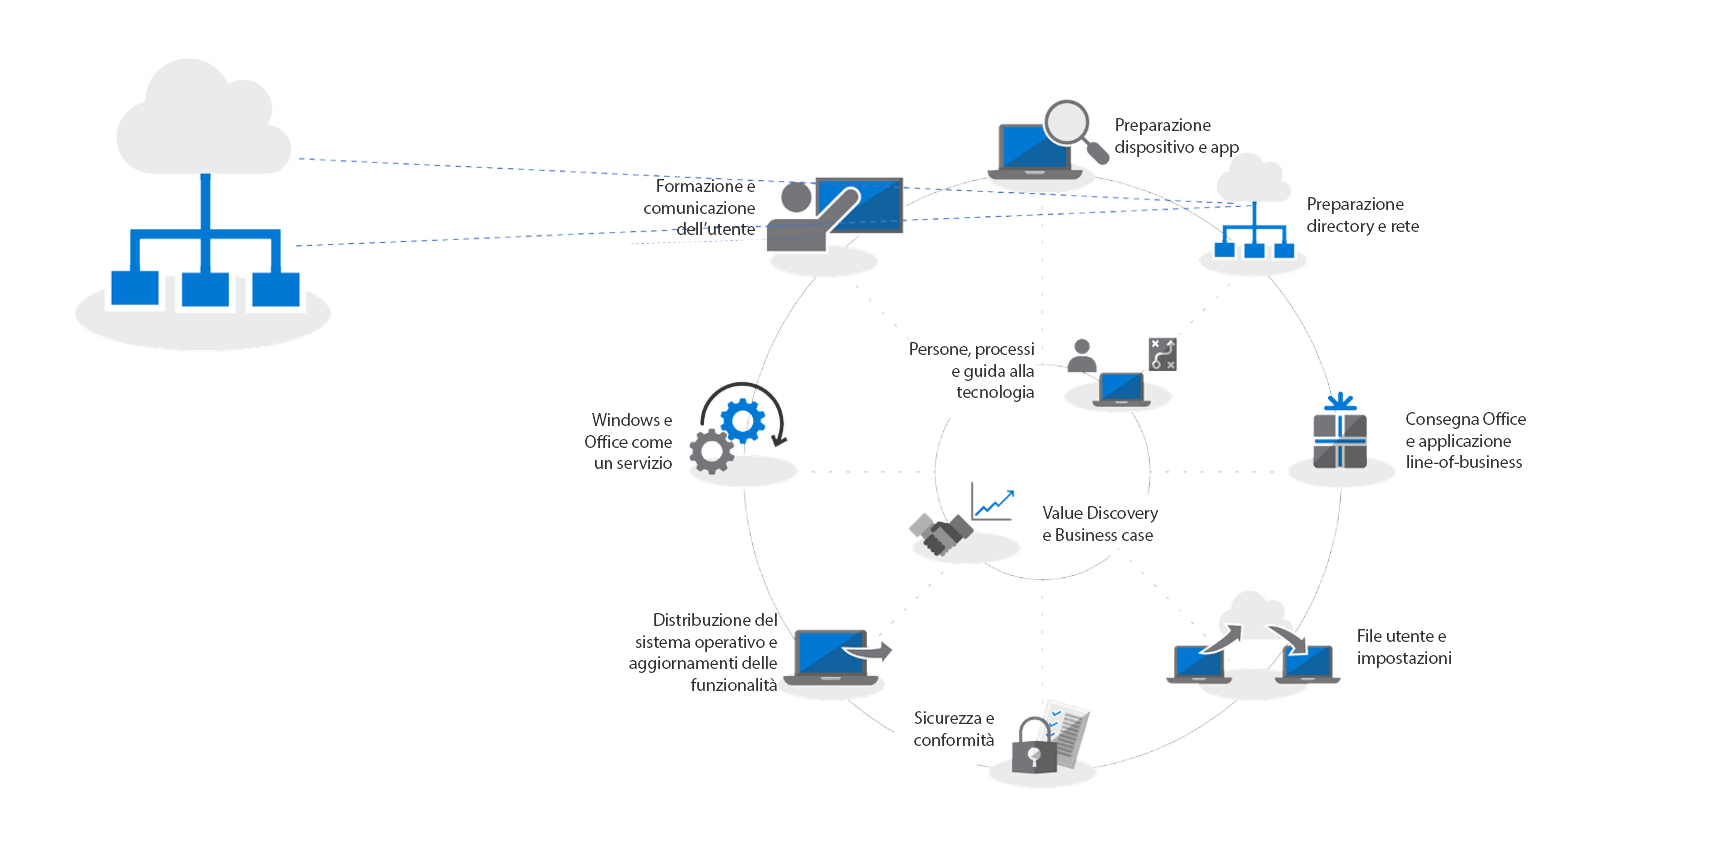 Preparazione
dispositivo e app
Formazione e
comunicazione
dell'utente
Preparazione
directory e rete
Persone, processi
e guida alla
tecnologia
Windows e
Office come
un servizio
Consegna Office
e applicazione
line-of-business
Value Discovery
e Business case
Distribuzione del
sistema operativo e
aggiornamenti delle
funzionalità
File utente e
impostazioni
Sicurezza e
conformità